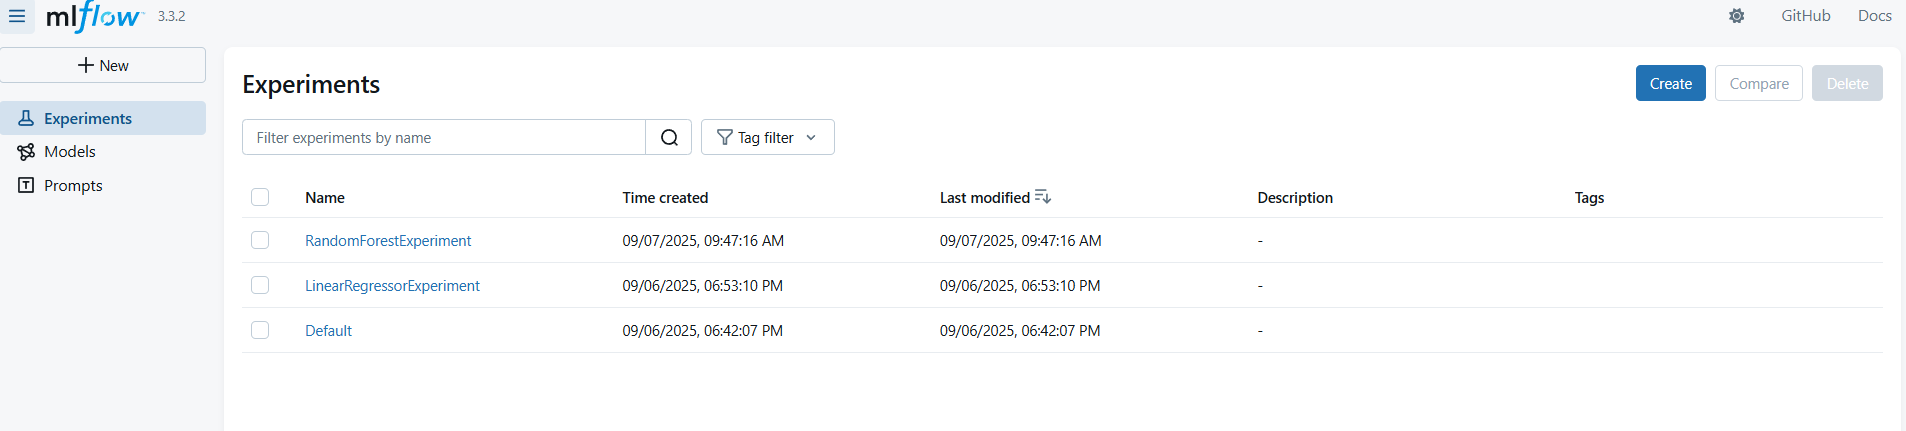 mlflow™ 3.3.2 GitHub Docs
New
Experiments
Models
Prompts
Experiments
Create Compare Delete
Filter experiments by name Tag filter
Name Time created Last modified Description Tags
RandomForestExperiment 09/07/2025, 09:47:16 AM 09/07/2025, 09:47:16 AM -
LinearRegressorExperiment 09/06/2025, 06:53:10 PM 09/06/2025, 06:53:10 PM -
Default 09/06/2025, 06:42:07 PM 09/06/2025, 06:42:07 PM -